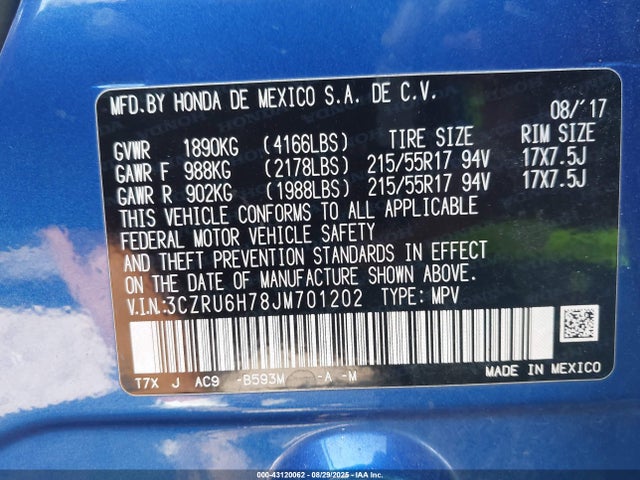 MFD.BY HONDA DE MEXICO S.A. DE C.V.
08/'17
GVWR 1890KG (4166LBS) TIRE SIZE RIM SIZE
GAWR F 988KG (2178LBS) 215/55R17 94V 17X7.5J
GAWR R 902KG (1988LBS) 215/55R17 94V 17X7.5J
THIS VEHICLE CONFORMS TO ALL APPLICABLE
FEDERAL MOTOR VEHICLE SAFETY
AND THEFT PREVENTION STANDARDS IN EFFECT
ON THE DATE OF MANUFACTURE SHOWN ABOVE.
V.I.N:3CZRU6H78JM701202 TYPE: MPV
T7X J AC9 -B593M -A -M
MADE IN MEXICO
000-43120062 - 08/29/2025 - IAAI.COM